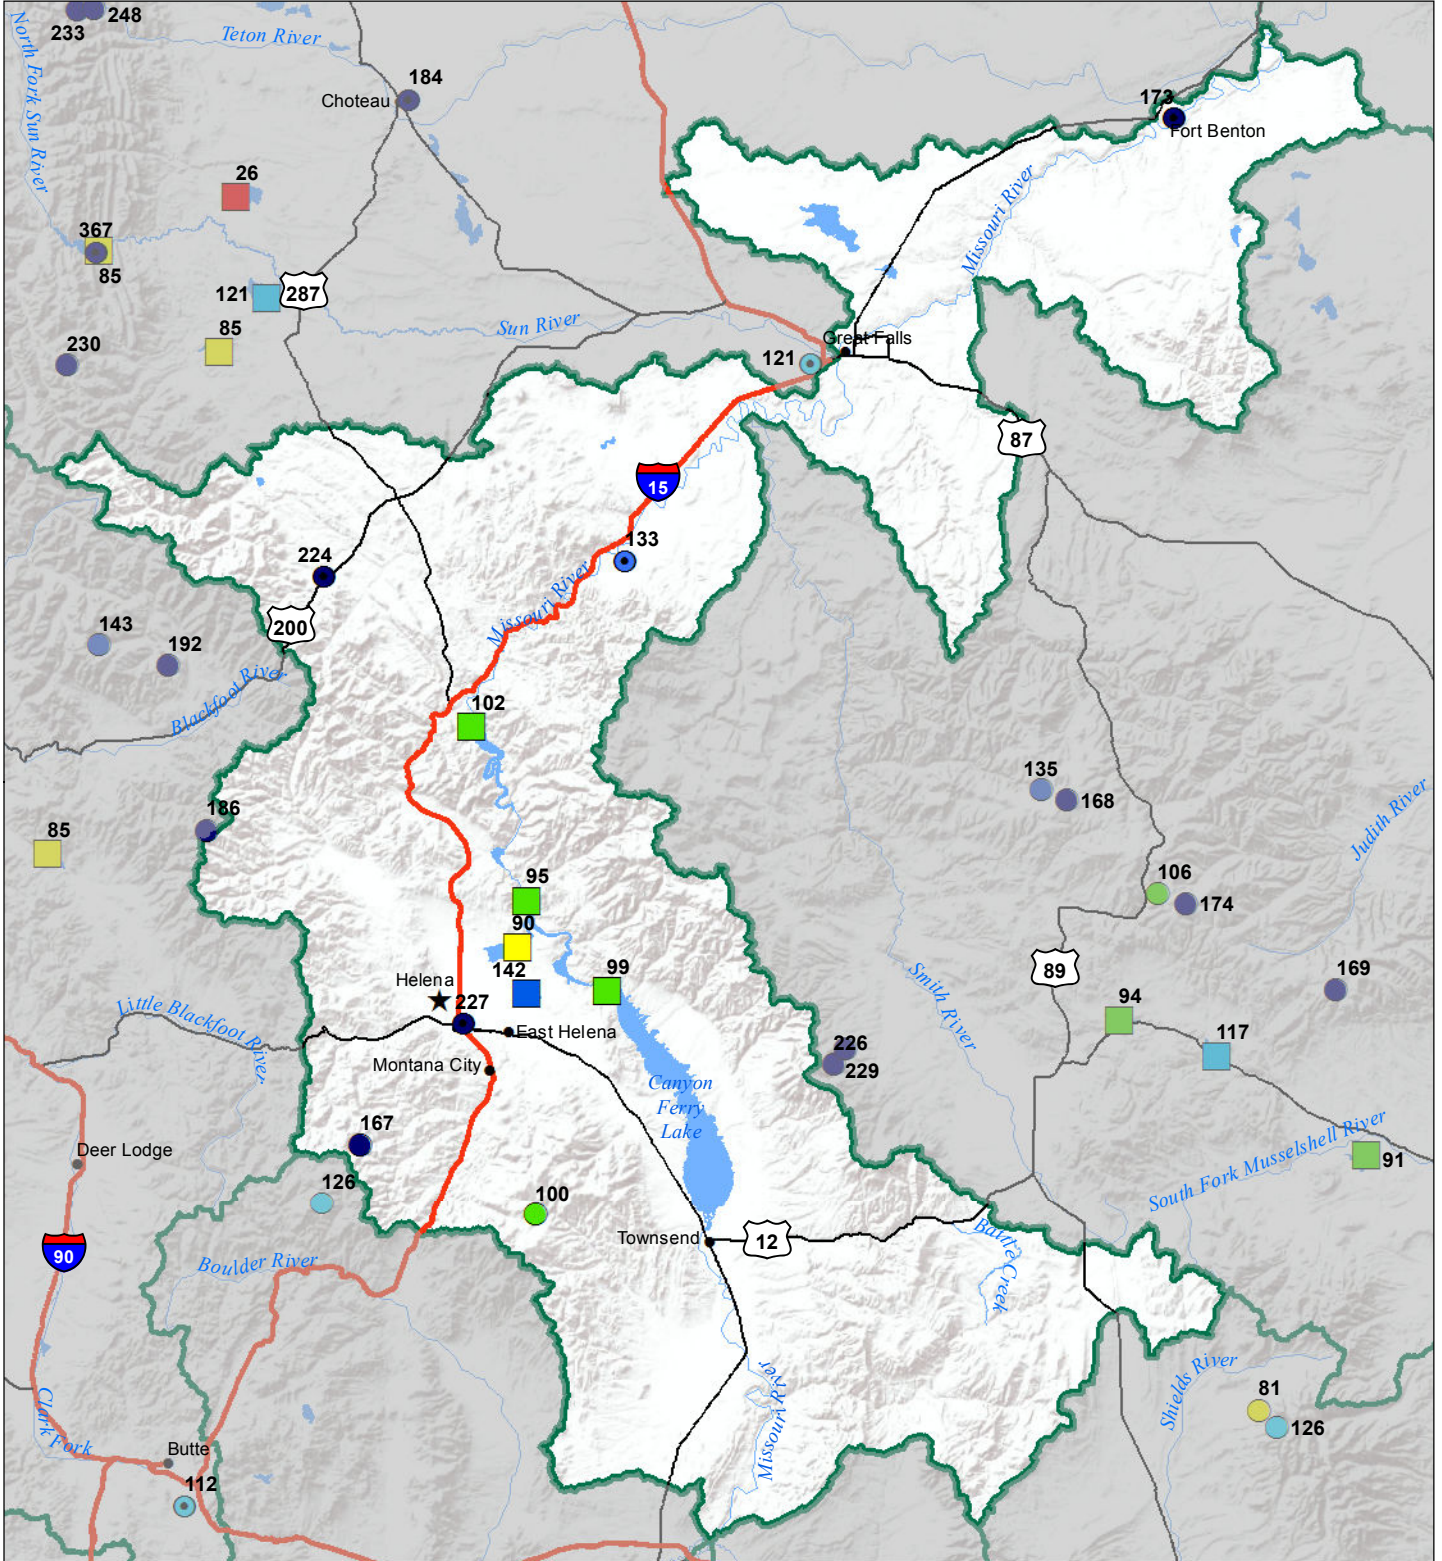 248
233
Teton River
North Fork Sun River
184
Choteau
173
Fort Benton
26
Missouri River
367
85
121
287
Sun River
85
230
121
Great Falls
87
15
133
224
Missouri River
200
143
192
Blackfoot River
102
135
168
186
85
Judith River
106
174
95
90
142
99
Helena
227
East Helena
Smith River
89
169
94
117
Little Blackfoot River
Montana City
226
229
Canyon
Ferry
Lake
167
Deer Lodge
126
100
South Fork Musselshell River
91
Townsend
12
Battle Creek
90
Boulder River
Missouri River
Shields River
81
126
Clark Fork
Butte
112